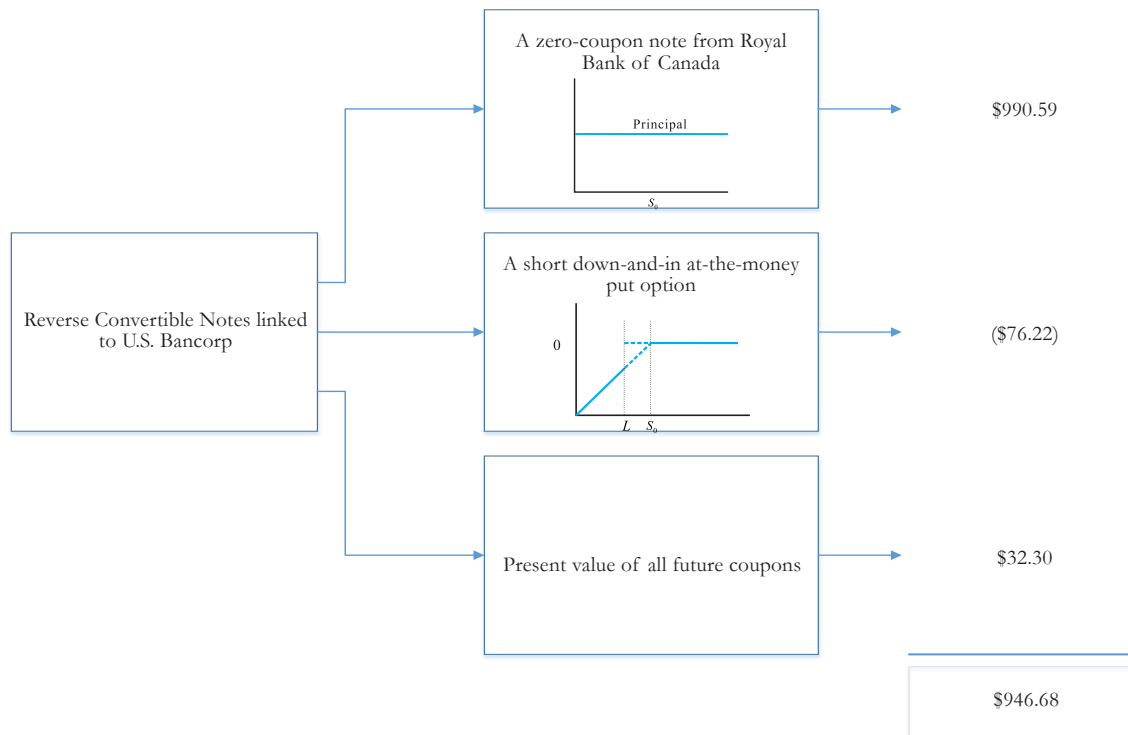 A zero-coupon note from Royal
Bank of Canada
Principal
S₀
$990.59
Reverse Convertible Notes linked
to U.S. Bancorp
A short down-and-in at-the-money
put option
0
L S₀
($76.22)
Present value of all future coupons
$32.30
$946.68